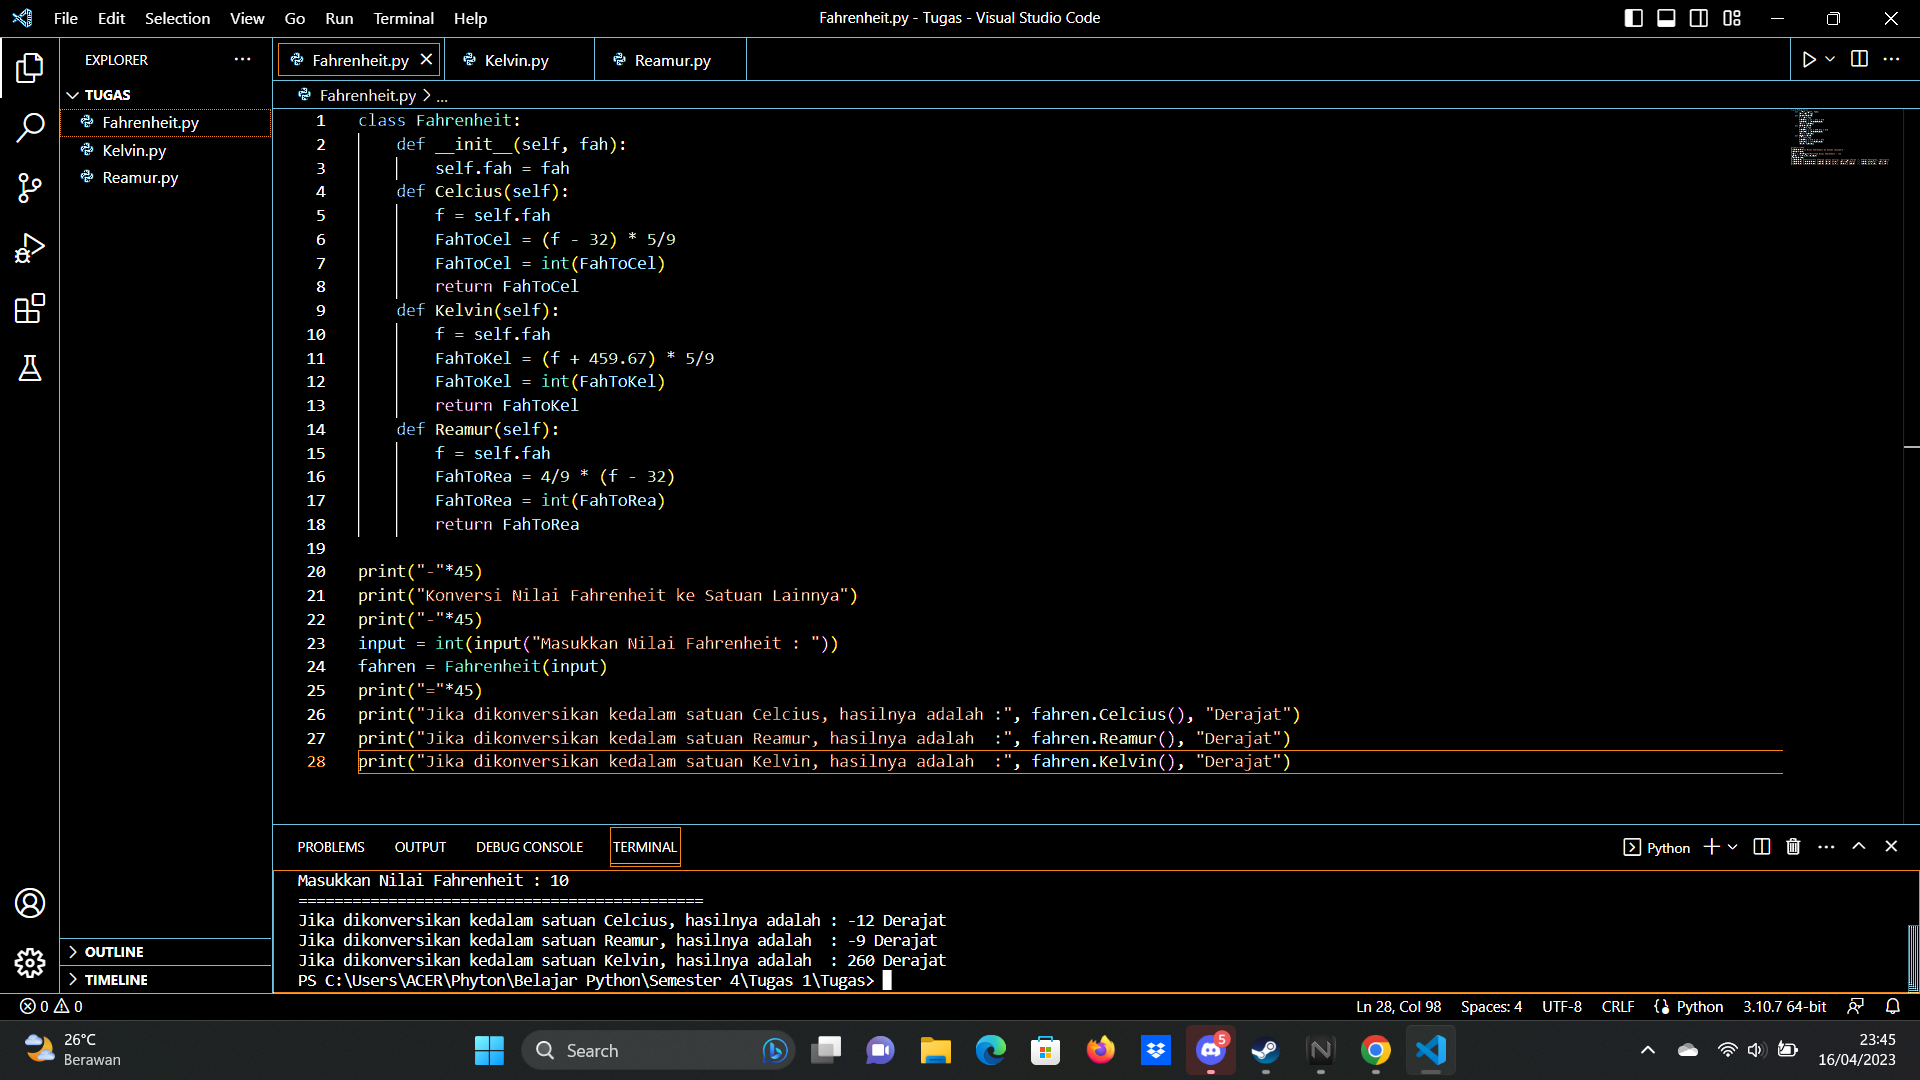 File Edit Selection View Go Run Terminal Help
Fahrenheit.py - Tugas - Visual Studio Code
EXPLORER
TUGAS
Fahrenheit.py
Kelvin.py
Reamur.py
OUTLINE
TIMELINE
Fahrenheit.py Kelvin.py Reamur.py
Fahrenheit.py > ...
1 class Fahrenheit:
2     def __init__(self, fah):
3         self.fah = fah
4     def Celcius(self):
5         f = self.fah
6         FahToCel = (f - 32) * 5/9
7         FahToCel = int(FahToCel)
8         return FahToCel
9     def Kelvin(self):
10         f = self.fah
11         FahToKel = (f + 459.67) * 5/9
12         FahToKel = int(FahToKel)
13         return FahToKel
14     def Reamur(self):
15         f = self.fah
16         FahToRea = 4/9 * (f - 32)
17         FahToRea = int(FahToRea)
18         return FahToRea
19
20 print("-"*45)
21 print("Konversi Nilai Fahrenheit ke Satuan Lainnya")
22 print("-"*45)
23 input = int(input("Masukkan Nilai Fahrenheit : "))
24 fahren = Fahrenheit(input)
25 print("="*45)
26 print("Jika dikonversikan kedalam satuan Celcius, hasilnya adalah :", fahren.Celcius(), "Derajat")
27 print("Jika dikonversikan kedalam satuan Reamur, hasilnya adalah  :", fahren.Reamur(), "Derajat")
28 print("Jika dikonversikan kedalam satuan Kelvin, hasilnya adalah  :", fahren.Kelvin(), "Derajat")
PROBLEMS OUTPUT DEBUG CONSOLE TERMINAL
Python
Masukkan Nilai Fahrenheit : 10
=============================================
Jika dikonversikan kedalam satuan Celcius, hasilnya adalah : -12 Derajat
Jika dikonversikan kedalam satuan Reamur, hasilnya adalah  : -9 Derajat
Jika dikonversikan kedalam satuan Kelvin, hasilnya adalah  : 260 Derajat
PS C:\Users\ACER\Phyton\Belajar Python\Semester 4\Tugas 1\Tugas>
0 0
Ln 28, Col 98 Spaces: 4 UTF-8 CRLF Python 3.10.7 64-bit
26°C
Berawan
Search
5
23:45
16/04/2023